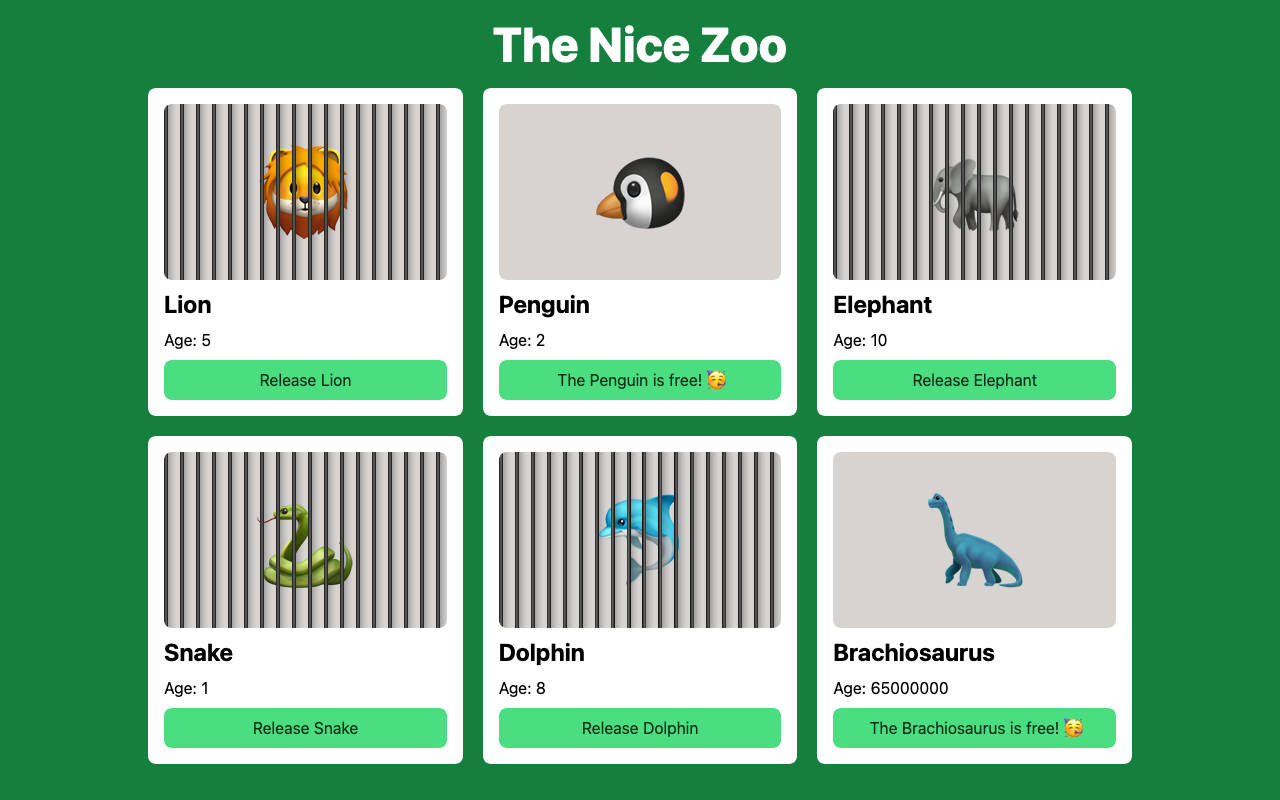 The Nice Zoo
Lion
Age: 5
Release Lion
Penguin
Age: 2
The Penguin is free! 🥳
Elephant
Age: 10
Release Elephant
Snake
Age: 1
Release Snake
Dolphin
Age: 8
Release Dolphin
Brachiosaurus
Age: 65000000
The Brachiosaurus is free! 🥳